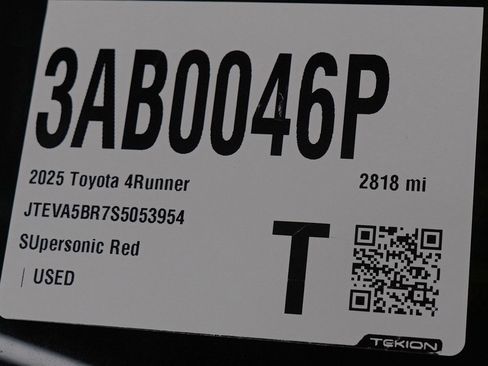 3AB0046P
2025 Toyota 4Runner 2818 mi
JTEVA5BR7S5053954
SUpersonic Red
| USED
T
TEKION